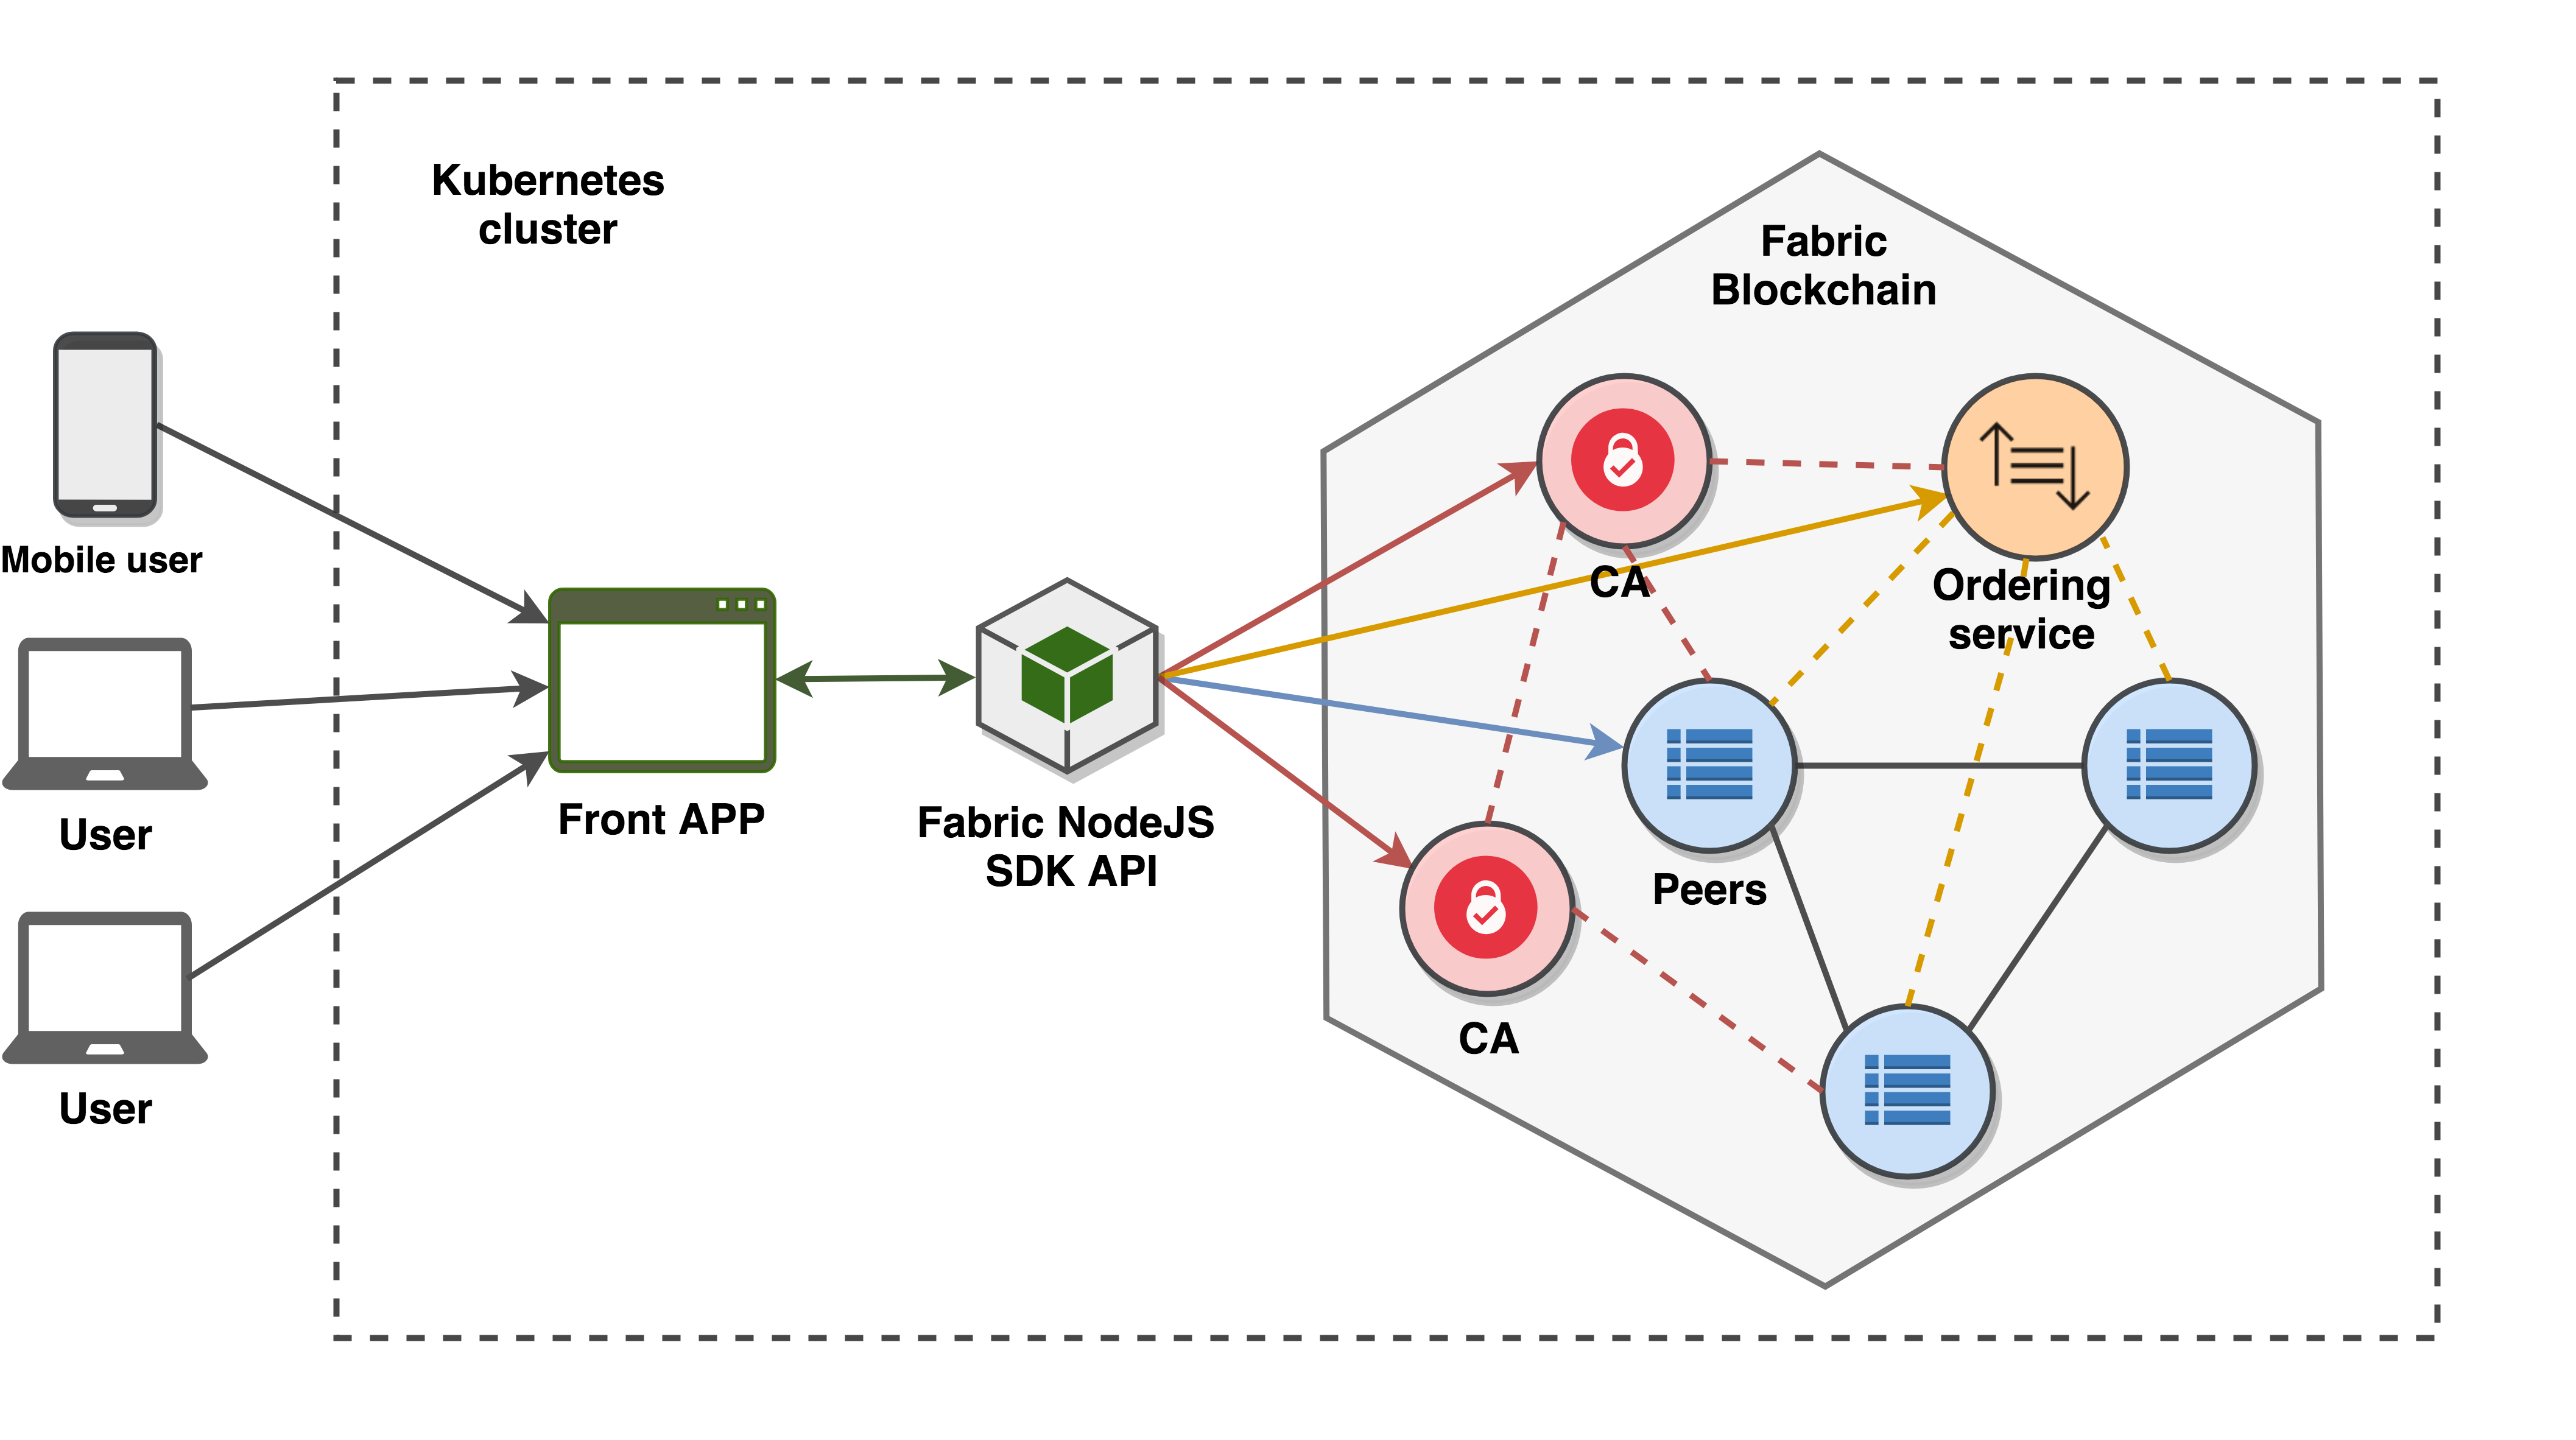 Kubernetes
cluster
Fabric
Blockchain
Mobile user
CA
Ordering
service
User
Front APP
Fabric NodeJS
SDK API
Peers
CA
User